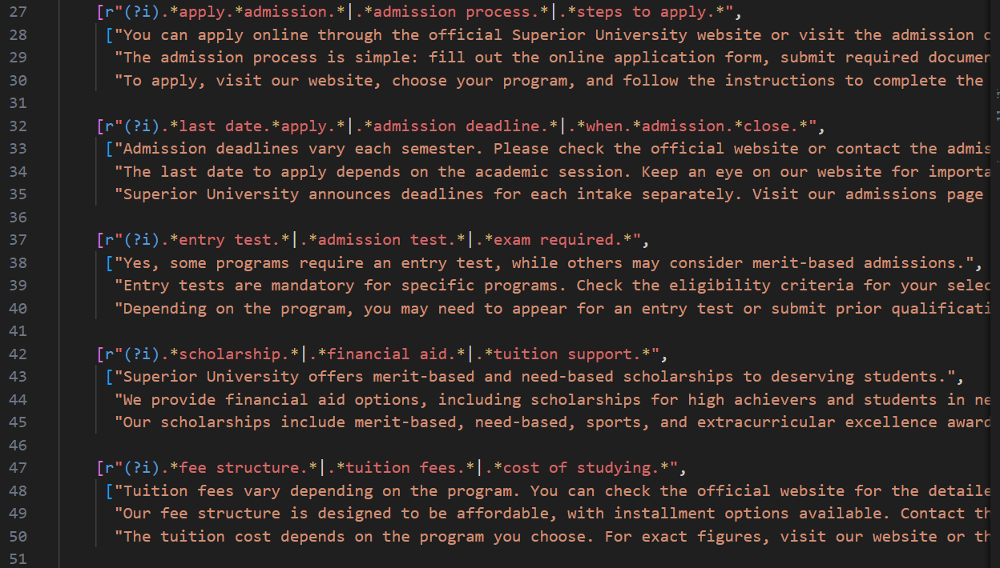 27 [r"(?i).*apply.*admission.*|.*admission process.*|.*steps to apply.*",
28 ["You can apply online through the official Superior University website or visit the admission
29 "The admission process is simple: fill out the online application form, submit required
30 "To apply, visit our website, choose your program, and follow the instructions to complete the
31
32 [r"(?i).*last date.*apply.*|.*admission deadline.*|.*when.*admission.*close.*",
33 ["Admission deadlines vary each semester. Please check the official website or contact the
34 "The last date to apply depends on the academic session. Keep an eye on our website for
35 "Superior University announces deadlines for each intake separately. Visit our admissions page
36
37 [r"(?i).*entry test.*|.*admission test.*|.*exam required.*",
38 ["Yes, some programs require an entry test, while others may consider merit-based admissions.",
39 "Entry tests are mandatory for specific programs. Check the eligibility criteria for your
40 "Depending on the program, you may need to appear for an entry test or submit prior
41
42 [r"(?i).*scholarship.*|.*financial aid.*|.*tuition support.*",
43 ["Superior University offers merit-based and need-based scholarships to deserving students.",
44 "We provide financial aid options, including scholarships for high achievers and students in
45 "Our scholarships include merit-based, need-based, sports, and extracurricular excellence
46
47 [r"(?i).*fee structure.*|.*tuition fees.*|.*cost of studying.*",
48 ["Tuition fees vary depending on the program. You can check the official website for the
49 "Our fee structure is designed to be affordable, with installment options available. Contact
50 "The tuition cost depends on the program you choose. For exact figures, visit our website or
51